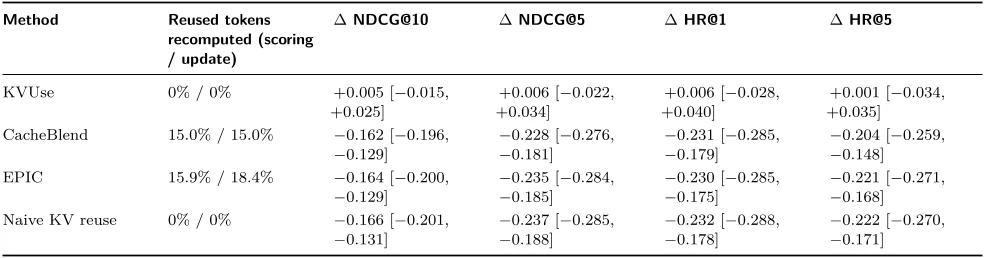 Method Reused tokens Δ NDCG@10 Δ NDCG@5 Δ HR@1 Δ HR@5
recomputed (scoring
/ update)
KVUse 0% / 0% +0.005 [−0.015, +0.006 [−0.022, +0.006 [−0.028, +0.001 [−0.034,
+0.025] +0.034] +0.040] +0.035]
CacheBlend 15.0% / 15.0% −0.162 [−0.196, −0.228 [−0.276, −0.231 [−0.285, −0.204 [−0.259,
−0.129] −0.181] −0.179] −0.148]
EPIC 15.9% / 18.4% −0.164 [−0.200, −0.235 [−0.284, −0.230 [−0.285, −0.221 [−0.271,
−0.129] −0.185] −0.175] −0.168]
Naive KV reuse 0% / 0% −0.166 [−0.201, −0.237 [−0.285, −0.232 [−0.288, −0.222 [−0.270,
−0.131] −0.188] −0.178] −0.171]